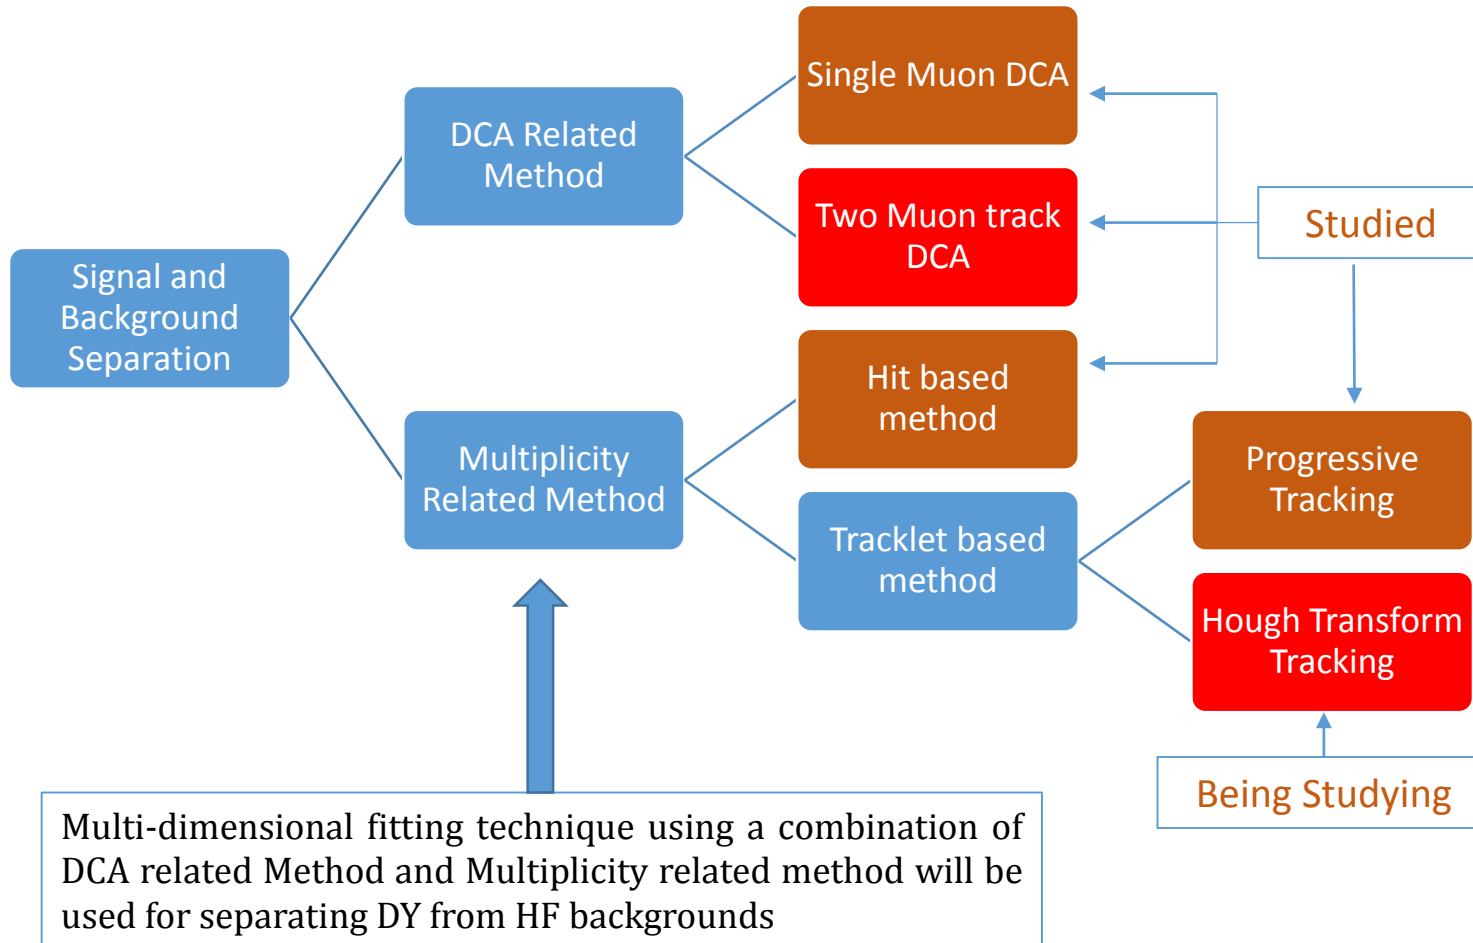 Signal and
Background
Separation
DCA Related
Method
Multiplicity
Related Method
Single Muon DCA
Two Muon track
DCA
Hit based
method
Tracklet based
method
Studied
Progressive
Tracking
Hough Transform
Tracking
Being Studying
Multi-dimensional fitting technique using a combination of
DCA related Method and Multiplicity related method will be
used for separating DY from HF backgrounds